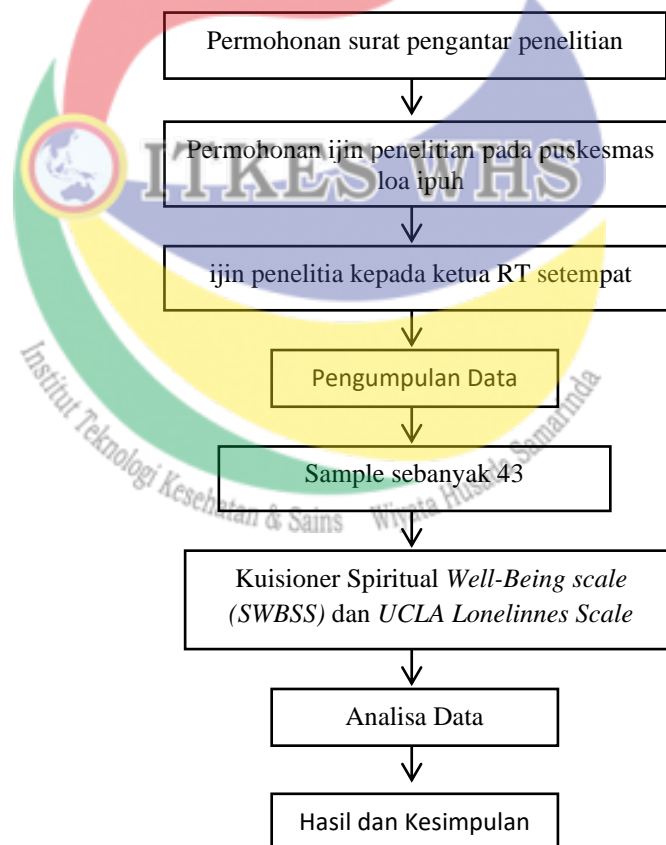 Permohonan surat pengantar penelitian
Permohonan ijin penelitian pada puskesmas
loa ipuh
ITKES WHS
ijin penelitia kepada ketua RT setempat
Pengumpulan Data
Sample sebanyak 43
Institut Teknologi Kesehatan & Sains Wiyata Husada Samarinda
Kuisioner Spiritual Well-Being scale
(SWBSS) dan UCLA Lonelinnes Scale
Analisa Data
Hasil dan Kesimpulan